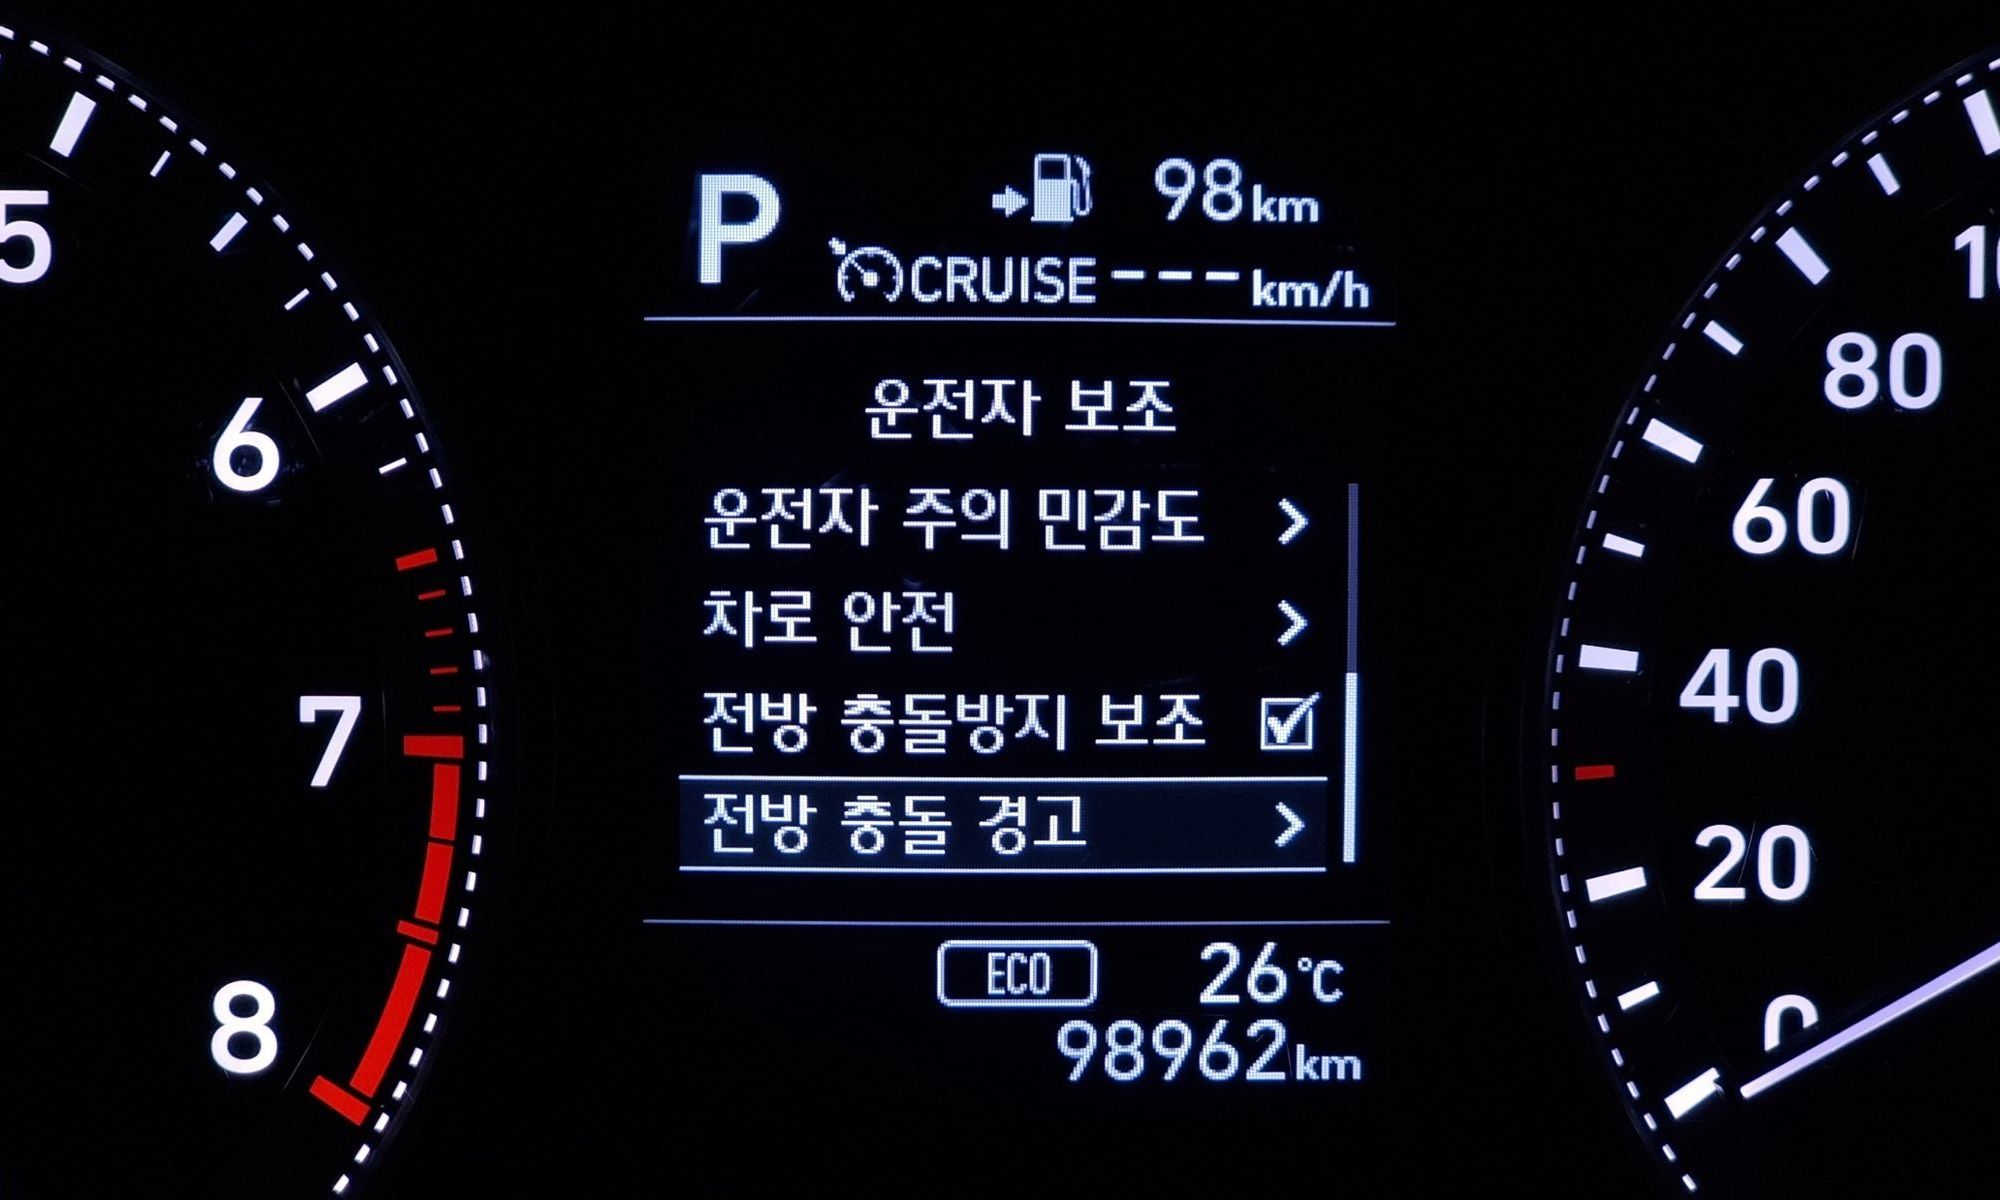 P
98km
CRUISE---km/h
운전자 보조
운전자 주의 민감도 >
차로 안전 >
전방 충돌방지 보조
전방 충돌 경고 >
ECO 26℃
98962km
5
6
7
8
10
80
60
40
20
0